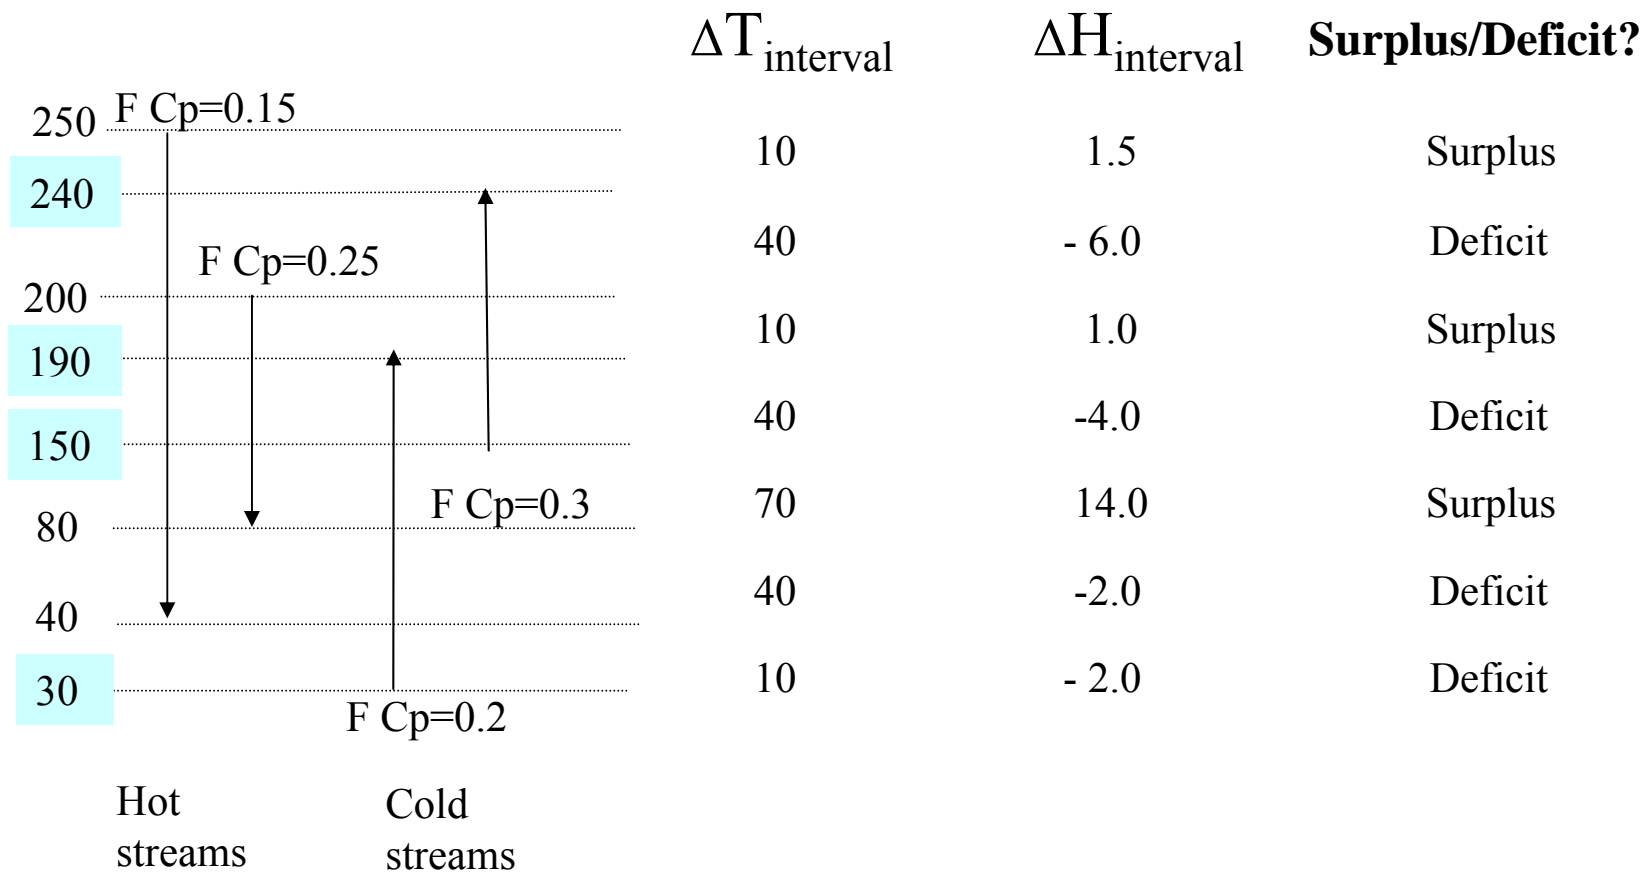 ΔTinterval ΔHinterval Surplus/Deficit?
250 F Cp=0.15
10 1.5 Surplus
240
F Cp=0.25 40 - 6.0 Deficit
200
10 1.0 Surplus
190
40 -4.0 Deficit
150
F Cp=0.3 70 14.0 Surplus
80
40 -2.0 Deficit
40
30 10 - 2.0 Deficit
F Cp=0.2
Hot
streams
Cold
streams